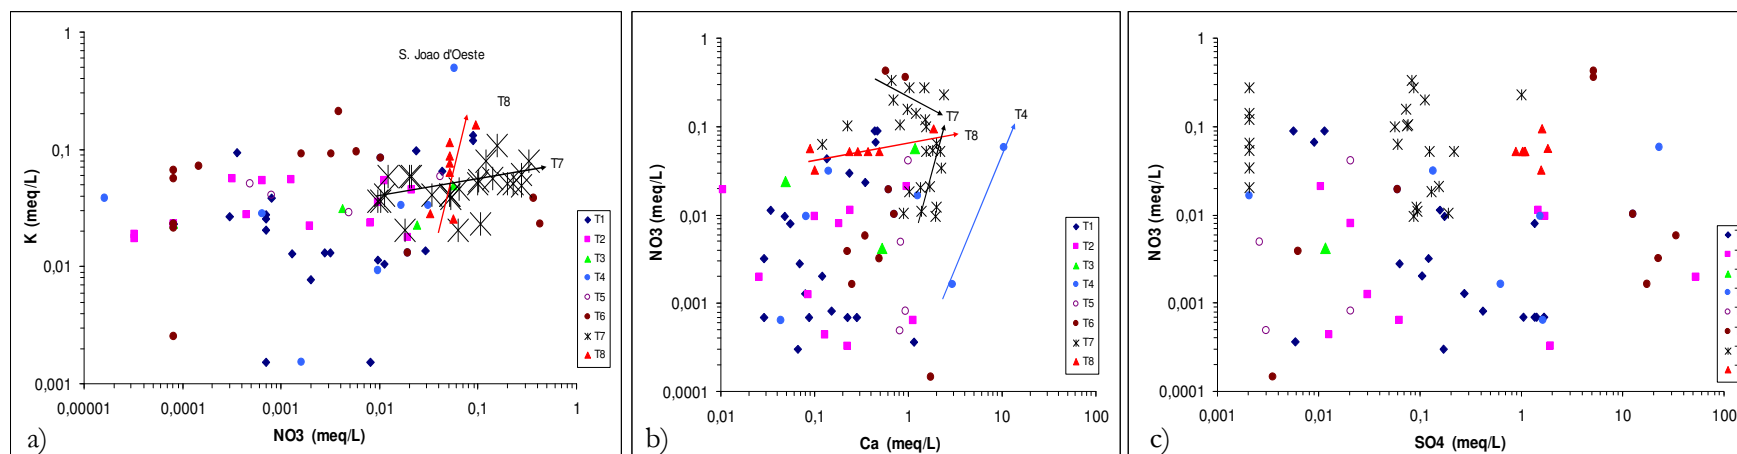 1
0,1
0,01
0,001
K (meq/L)
0,00001
0,0001
0,001
0,01
0,1
1
NO3 (meq/L)
S. Joao d'Oeste
T8
T7
T1
T2
T3
T4
T5
T6
T7
T8
a)
1
0,1
0,01
0,001
0,0001
NO3 (meq/L)
0,01
0,1
1
10
100
Ca (meq/L)
T7
T8
T4
T1
T2
T3
T4
T5
T6
T7
T8
b)
1
0,1
0,01
0,001
0,0001
NO3 (meq/L)
0,001
0,01
0,1
1
10
100
SO4 (meq/L)
c)